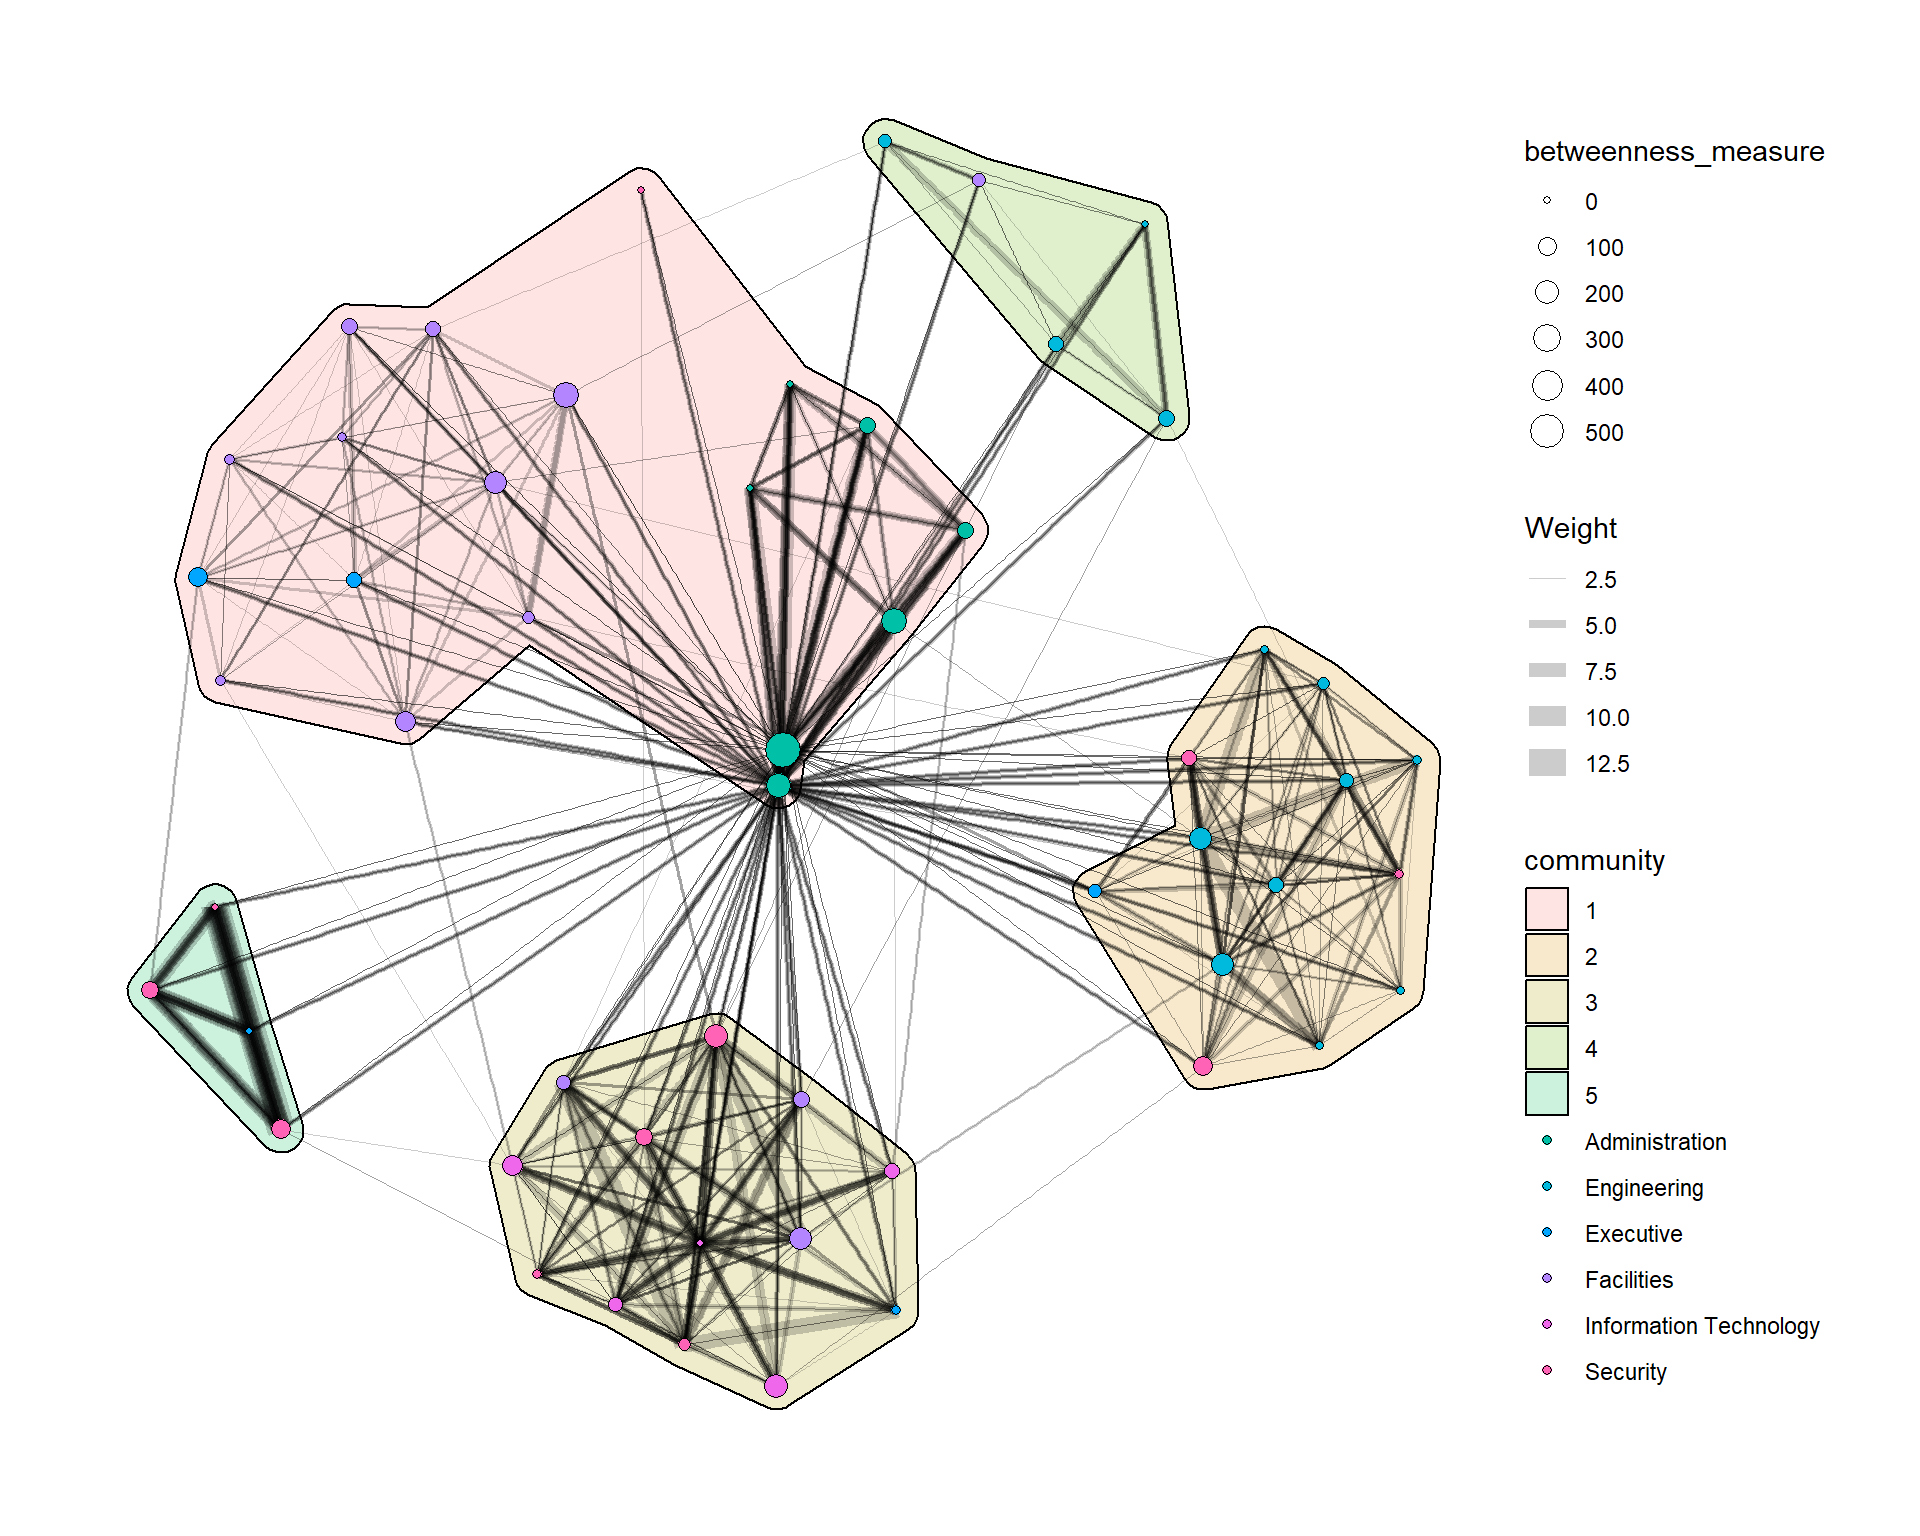 betweenness_measure
0
100
200
300
400
500
Weight
2.5
5.0
7.5
10.0
12.5
community
1
2
3
4
5
Administration
Engineering
Executive
Facilities
Information Technology
Security